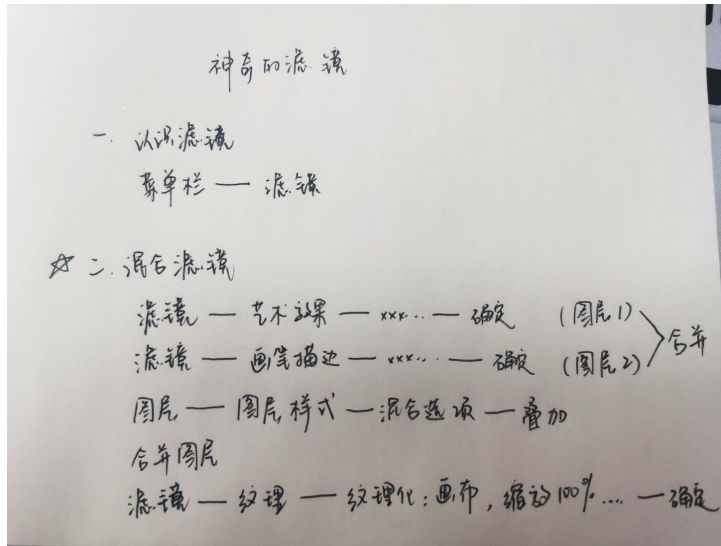 神奇的滤镜
一. 认识滤镜
菜单栏 — 滤镜
☆ 二. 混合滤镜
滤镜 — 艺术效果 — xxx... — 确定 (图层1)
滤镜 — 画笔描边 — xxx... — 确定 (图层2) 合并
图层 — 图层样式 — 混合选项 — 叠加
合并图层
滤镜 — 纹理 — 纹理化: 画布, 缩放100% .... — 确定